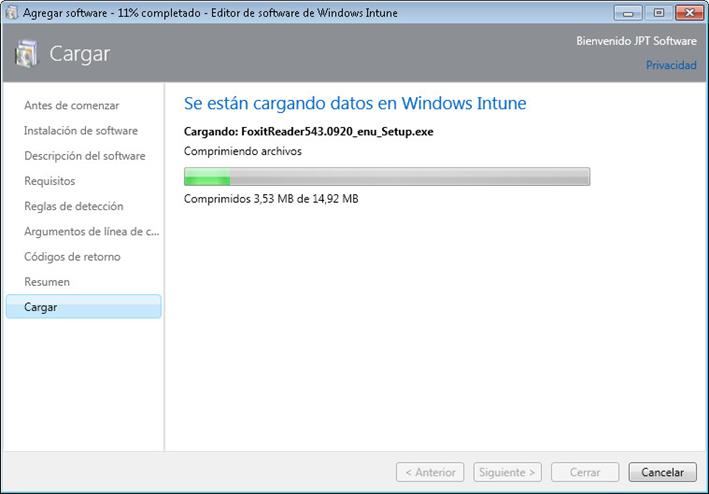 Agregar software - 11% completado - Editor de software de Windows Intune
Cargar
Bienvenido JPT Software
Privacidad
Antes de comenzar
Instalación de software
Descripción del software
Requisitos
Reglas de detección
Argumentos de línea de c...
Códigos de retorno
Resumen
Cargar
Se están cargando datos en Windows Intune
Cargando: FoxitReader543.0920_enu_Setup.exe
Comprimiendo archivos
Comprimidos 3,53 MB de 14,92 MB
< Anterior
Siguiente >
Cerrar
Cancelar